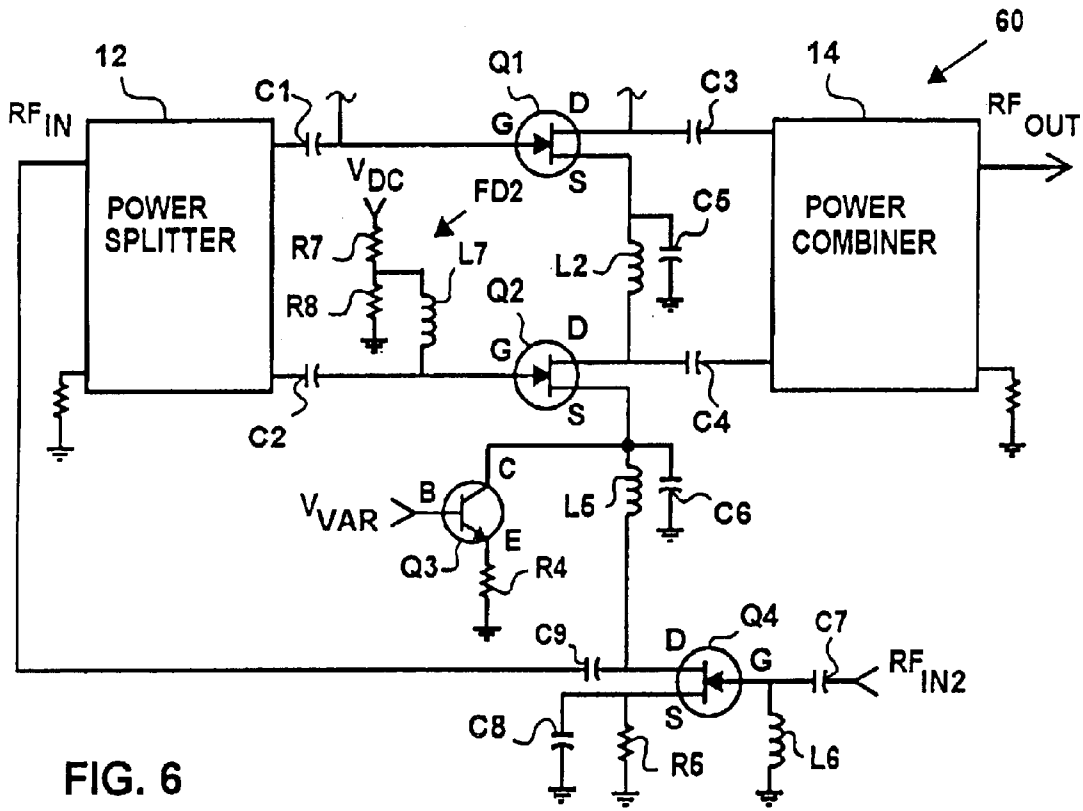 60
12
14
Q1
C1
D
C3
RF IN
G
RF OUT
S
V DC
FD2
C5
POWER SPLITTER
POWER COMBINER
R7
L7
L2
R8
Q2
D
G
S
C2
C4
C
L5
C6
B
V VAR
E
Q3
R4
Q4
C9
D
C7
G
RF IN2
S
C8
R5
L6
FIG. 6